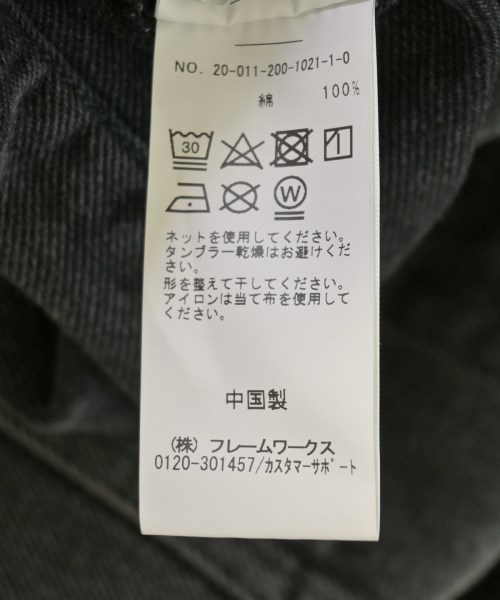 NO. 20-011-200-1021-1-0
綿 100%
30
W
ネットを使用してください。
タンブラー乾燥はお避けくだ
さい。
形を整えて干してください。
アイロンは当て布を使用して
ください。
中国製
(株) フレームワークス
0120-301457/カスタマーサポート